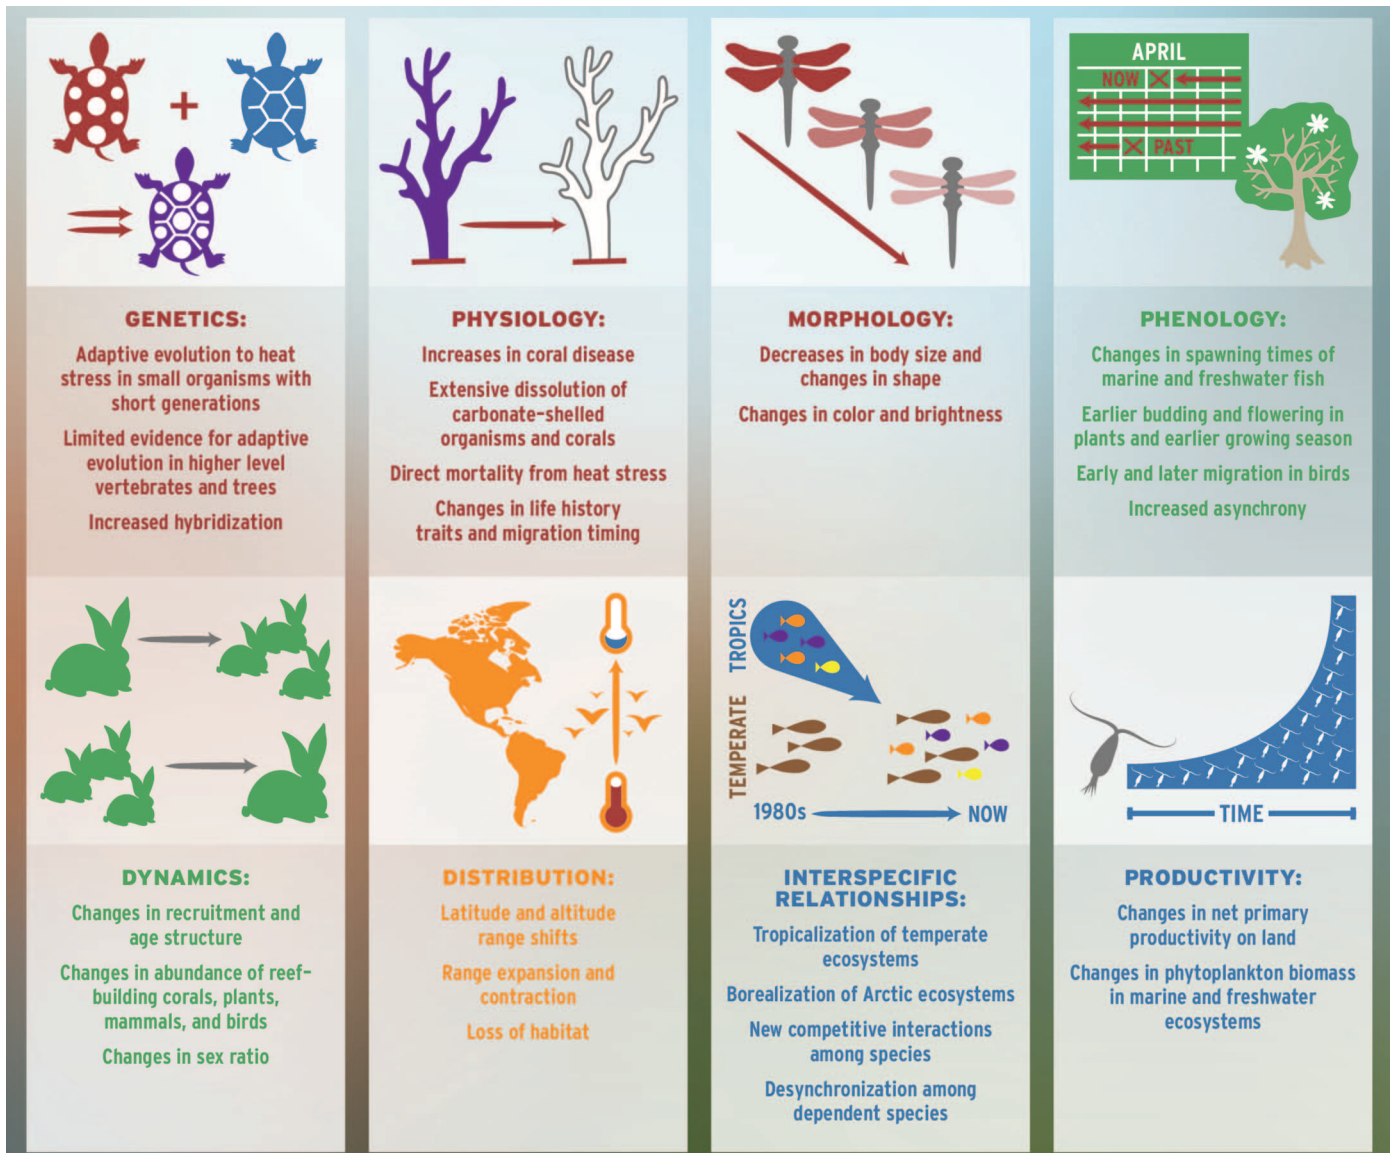 GENETICS:
Adaptive evolution to heat
stress in small organisms with
short generations
Limited evidence for adaptive
evolution in higher level
vertebrates and trees
Increased hybridization
PHYSIOLOGY:
Increases in coral disease
Extensive dissolution of
carbonate-shelled
organisms and corals
Direct mortality from heat stress
Changes in life history
traits and migration timing
MORPHOLOGY:
Decreases in body size and
changes in shape
Changes in color and brightness
APRIL
NOW
PAST
PHENOLOGY:
Changes in spawning times of
marine and freshwater fish
Earlier budding and flowering in
plants and earlier growing season
Early and later migration in birds
Increased asynchrony
DYNAMICS:
Changes in recruitment and
age structure
Changes in abundance of reef-
building corals, plants,
mammals, and birds
Changes in sex ratio
DISTRIBUTION:
Latitude and altitude
range shifts
Range expansion and
contraction
Loss of habitat
TROPICS
TEMPERATE
1980s NOW
INTERSPECIFIC
RELATIONSHIPS:
Tropicalization of temperate
ecosystems
Borealization of Arctic ecosystems
New competitive interactions
among species
Desynchronization among
dependent species
TIME
PRODUCTIVITY:
Changes in net primary
productivity on land
Changes in phytoplankton biomass
in marine and freshwater
ecosystems